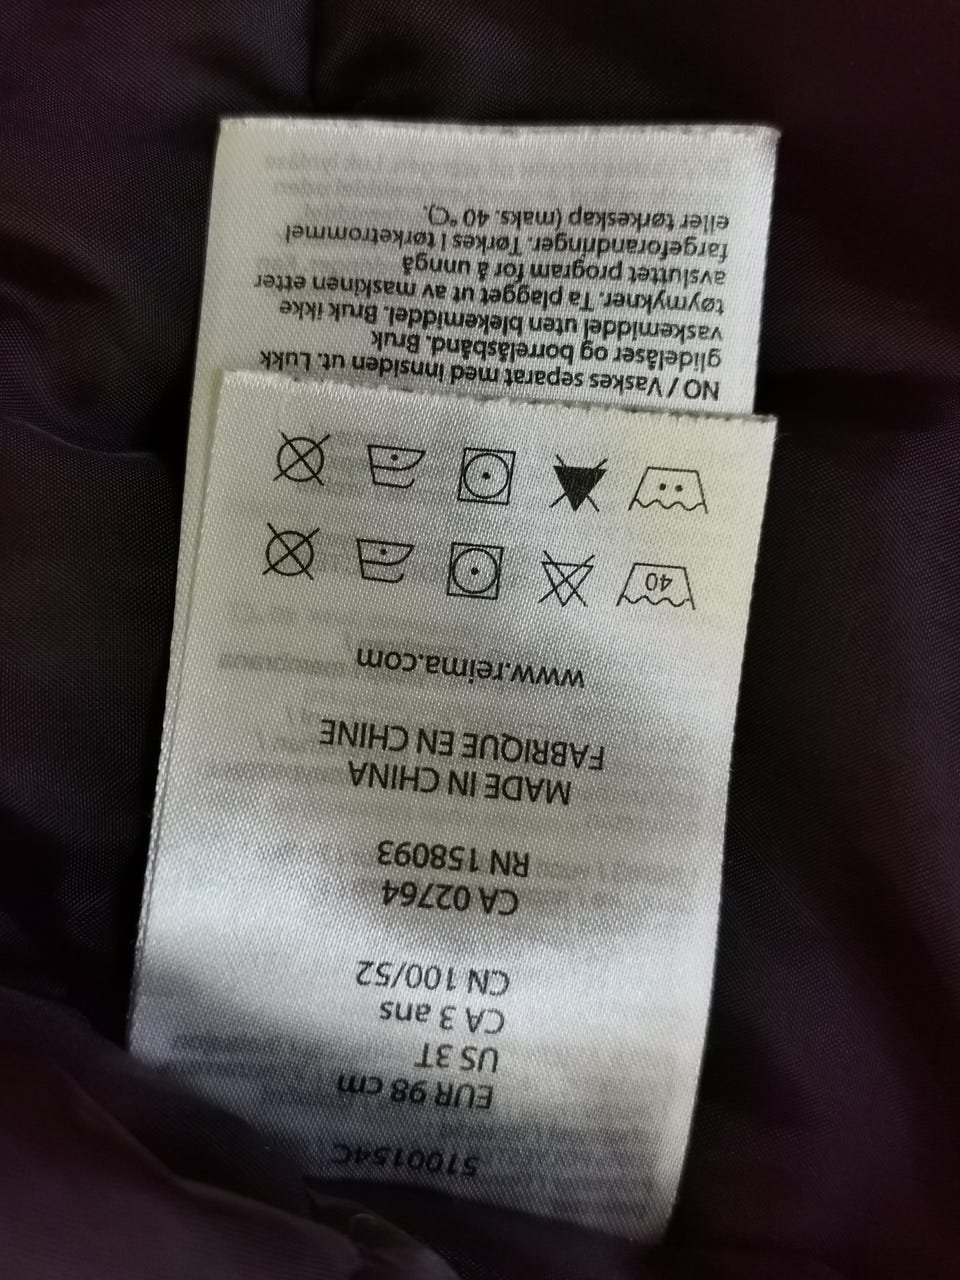 5100154C
EUR 98 cm
US 3T
CA 3 ans
CN 100/52
CA 02764
RN 158093
MADE IN CHINA
FABRIQUE EN CHINE
www.reima.com
40
NO / Vaskes separat med innsiden ut. Lukk
glidelåser og borrelåsbånd. Bruk
vaskemiddel uten blekemiddel. Bruk ikke
tøymykner. Ta plagget ut av maskinen etter
avsluttet program for å unngå
fargeforandringer. Tørkes i tørketrommel
eller tørkeskap (maks. 40 °C).